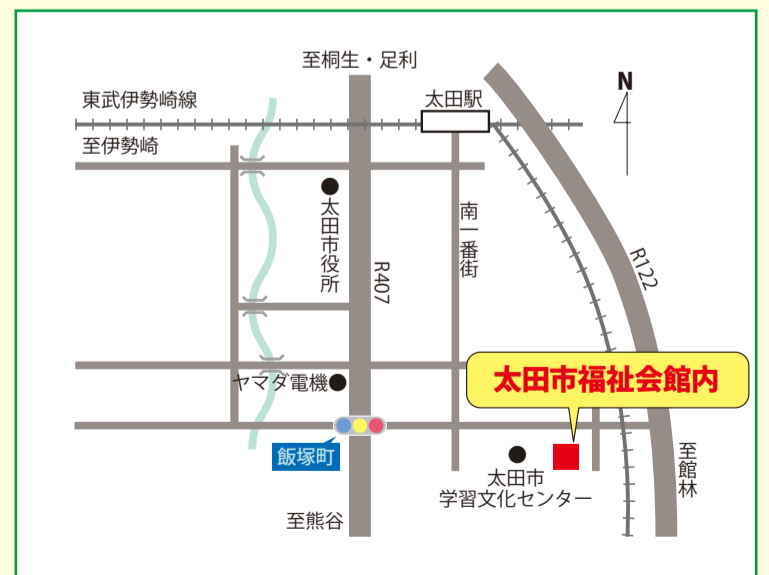 至桐生・足利
東武伊勢崎線
太田駅
N
至伊勢崎
太田市役所
南一番街
R407
R122
ヤマダ電機
太田市福祉会館内
飯塚町
太田市
学習文化センター
至館林
至熊谷